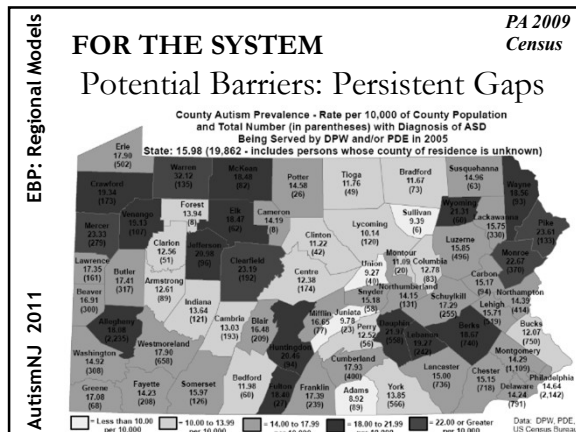 PA 2009
Census
FOR THE SYSTEM
Potential Barriers: Persistent Gaps
AutismNJ 2011 EBP: Regional Models
County Autism Prevalence - Rate per 10,000 of County Population
and Total Number (in parentheses) with Diagnosis of ASD
Being Served by DPW and/or PDE in 2005
State: 15.98 (19,862 - includes persons whose county of residence is unknown)
Erie
17.90
(502)
Crawford
19.34
(173)
Warren
32.12
(135)
McKean
18.48
(82)
Potter
14.58
(26)
Tioga
11.76
(49)
Bradford
11.67
(73)
Susquehanna
14.96
(63)
Wayne
18.56
(93)
Forest
13.94
(8)
Elk
18.47
(62)
Cameron
14.19
(8)
Sullivan
9.39
(6)
Wyoming
21.31
(60)
Lackawanna
15.75
(330)
Pike
23.61
(133)
Mercer
23.33
(279)
Venango
19.15
(107)
Clarion
12.56
(51)
Jefferson
20.98
(96)
Clearfield
23.19
(192)
Clinton
11.22
(42)
Lycoming
10.14
(120)
Luzerne
15.85
(496)
Monroe
22.67
(370)
Lawrence
17.35
(161)
Butler
17.41
(317)
Armstrong
12.61
(89)
Centre
12.38
(174)
Union
9.27
(40)
Montour
11.09
(20)
Columbia
12.78
(83)
Carbon
15.17
(94)
Northampton
14.39
(414)
Beaver
16.91
(300)
Indiana
13.64
(121)
Snyder
15.18
(58)
Northumberland
14.15
(131)
Schuylkill
17.29
(255)
Lehigh
15.71
(519)
Allegheny
18.08
(2,235)
Cambria
13.03
(193)
Blair
16.48
(209)
Mifflin
16.65
(77)
Juniata
9.78
(23)
Perry
12.52
(56)
Dauphin
21.97
(558)
Lebanon
19.27
(242)
Berks
18.67
(740)
Bucks
12.07
(750)
Montgomery
14.29
(1,109)
Westmoreland
17.90
(658)
Huntingdon
20.46
(94)
Washington
14.92
(308)
Cumberland
17.93
(400)
Lancaster
15.00
(736)
Chester
15.15
(718)
Delaware
14.24
(791)
Philadelphia
14.64
(2,142)
Greene
17.08
(68)
Fayette
14.23
(208)
Somerset
15.97
(126)
Bedford
11.98
(60)
Fulton
18.40
(27)
Franklin
17.39
(239)
Adams
8.92
(89)
York
13.85
(566)
= Less than 10.00
per 10,000
= 10.00 to 13.99
per 10,000
= 14.00 to 17.99
per 10,000
= 18.00 to 21.99
per 10,000
= 22.00 or Greater
per 10,000
Data: DPW, PDE,
US Census Bureau